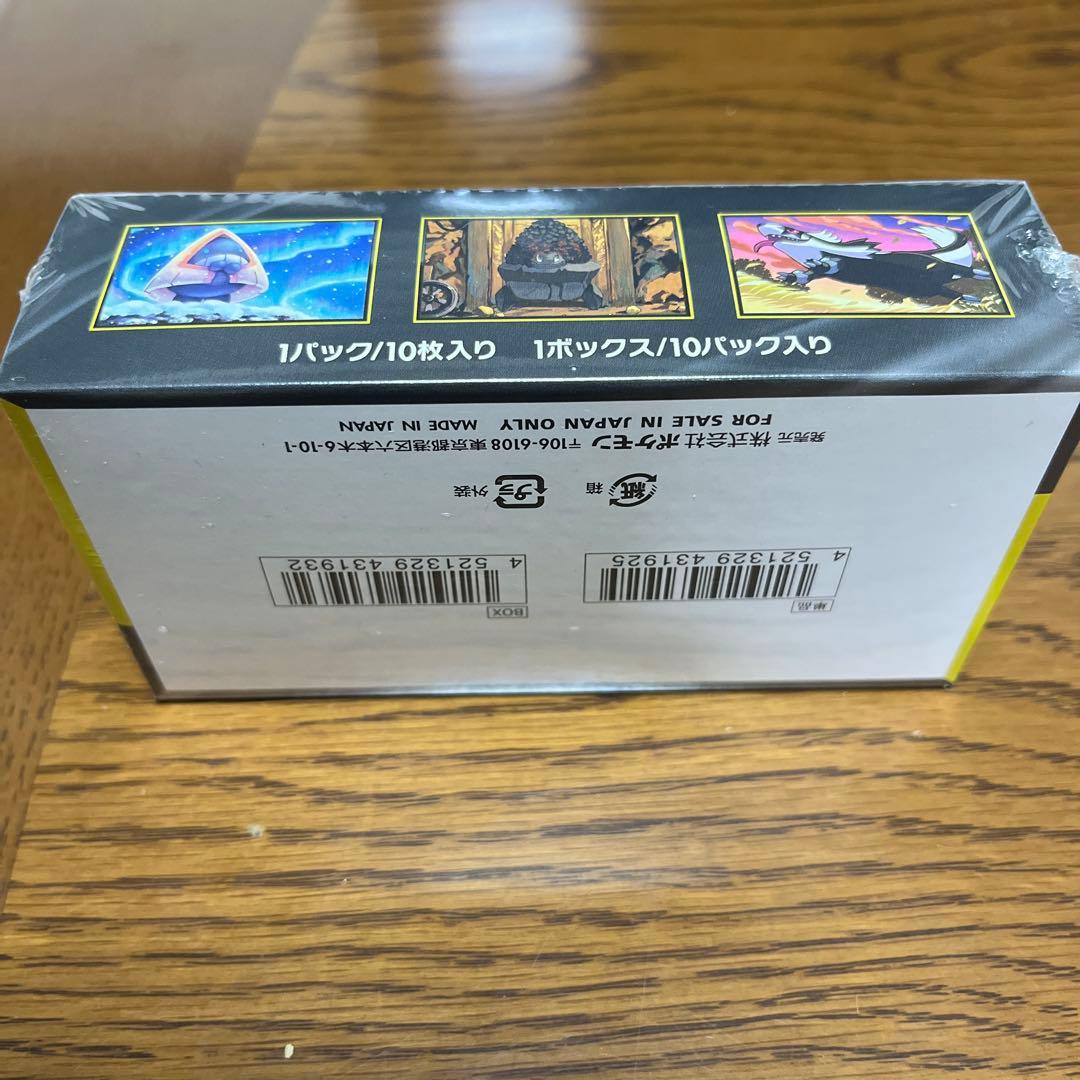 1パック/10枚入り 1ボックス/10パック入り
BOX 単品
4 521329 431932 4 521329 431925
外装 プラ 箱 紙
発売元 株式会社 ポケモン 〒106-6108 東京都港区六本木6-10-1
FOR SALE IN JAPAN ONLY MADE IN JAPAN